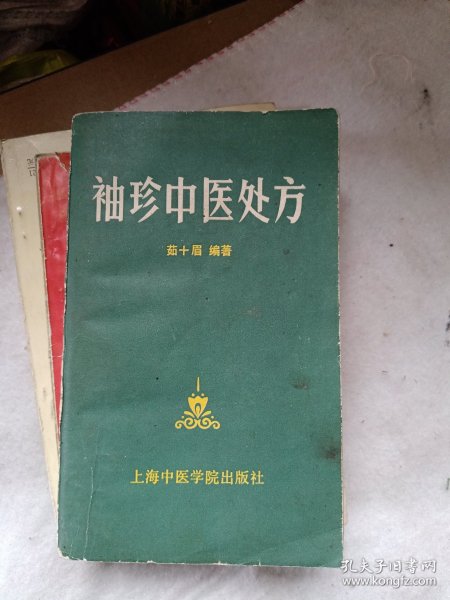 袖珍中医处方
茹十眉 编著
上海中医学院出版社
孔夫子旧书网
www.kongfz.com